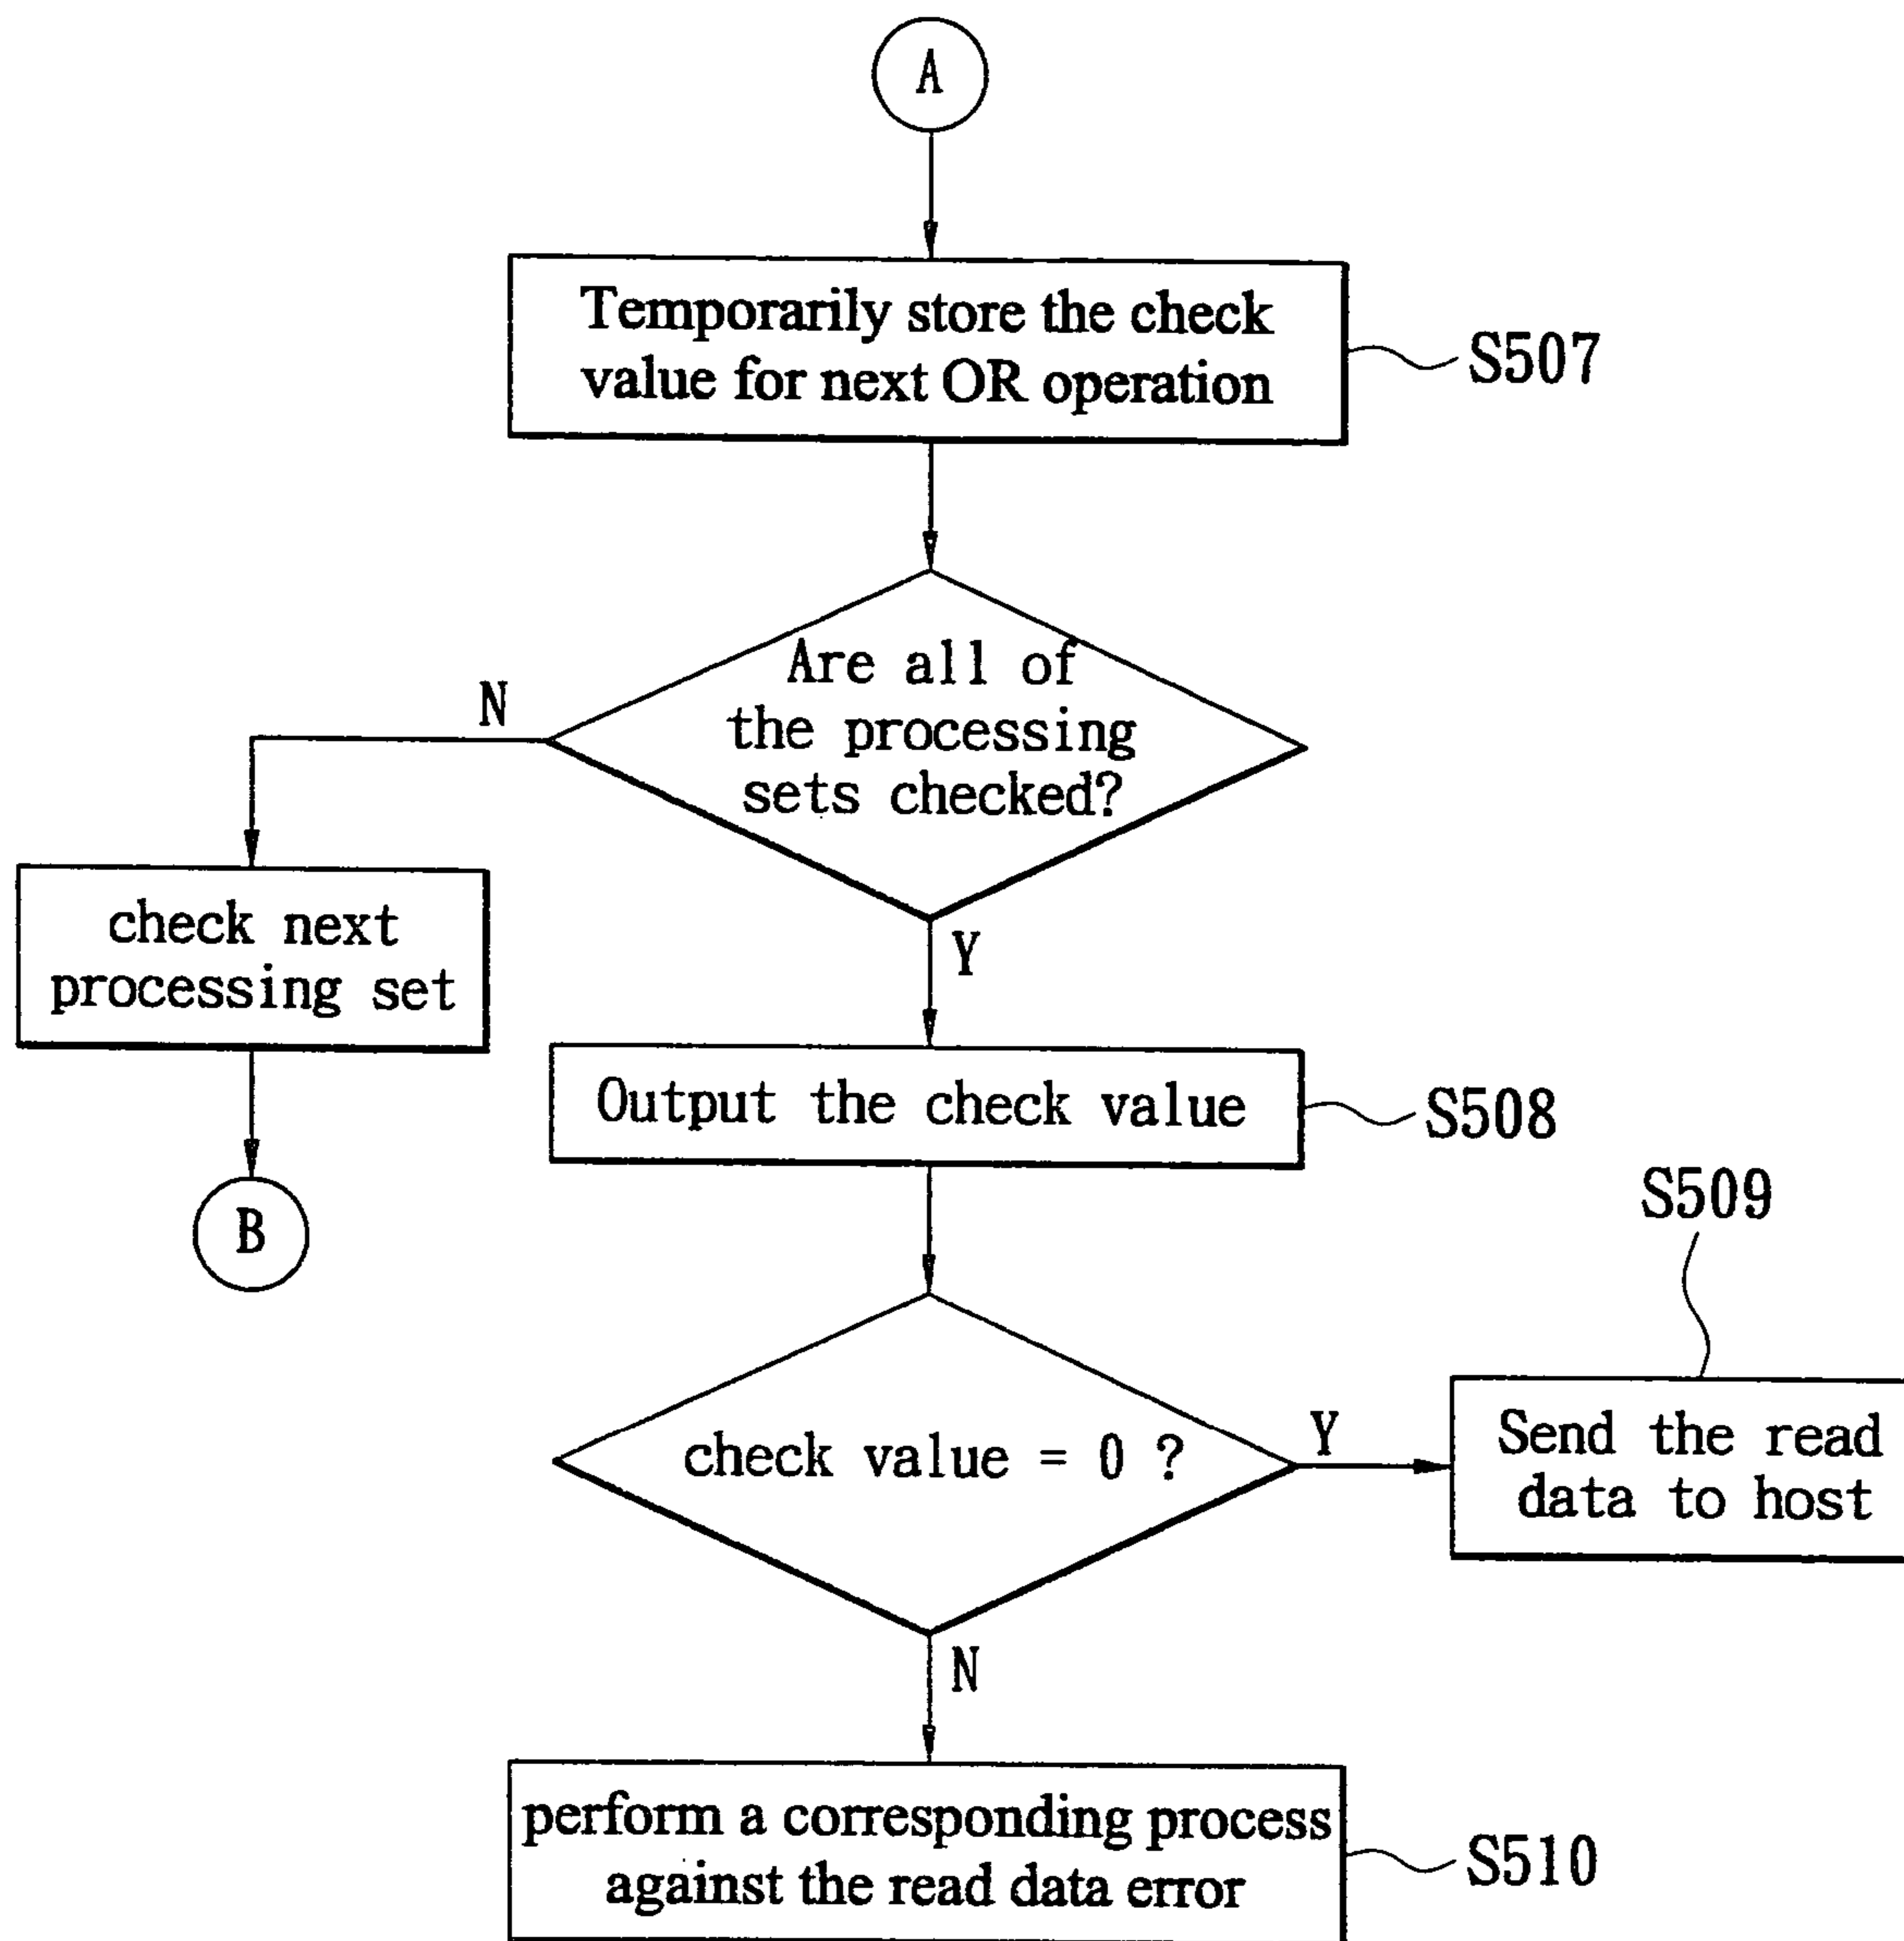 A
Temporarily store the check
value for next OR operation
S507
Are all of
the processing
sets checked?
N
check next
processing set
B
Y
Output the check value
S508
S509
check value = 0 ?
Y
Send the read
data to host
N
perform a corresponding process
against the read data error
S510